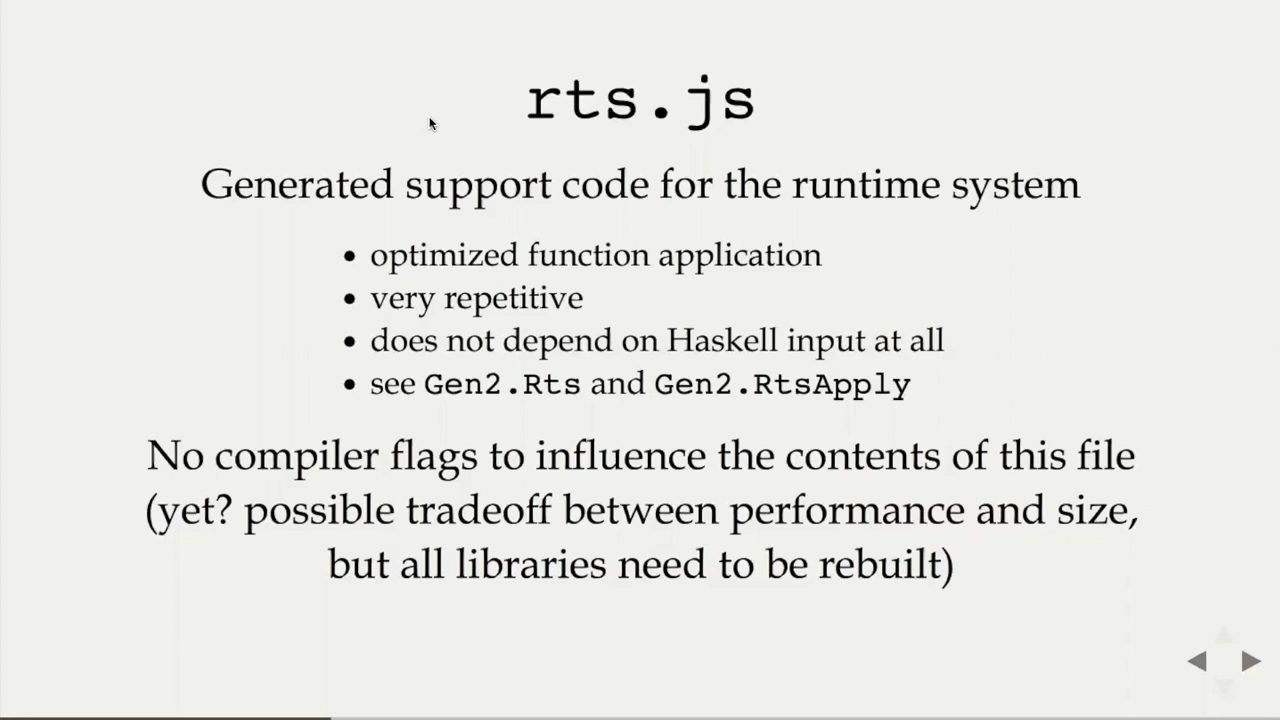 rts.js
Generated support code for the runtime system
• optimized function application
• very repetitive
• does not depend on Haskell input at all
• see Gen2.Rts and Gen2.RtsApply
No compiler flags to influence the contents of this file
(yet? possible tradeoff between performance and size,
but all libraries need to be rebuilt)